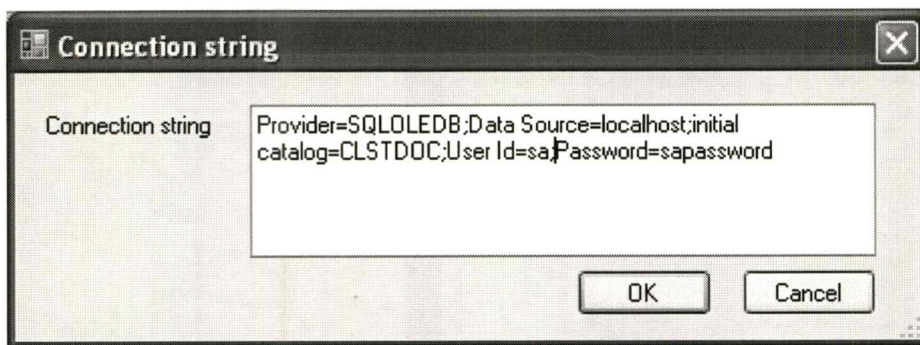 Connection string
Connection string
Provider=SQLOLEDB;Data Source=localhost;initial
catalog=CLSTDOC;User Id=sa;Password=sapassword
OK
Cancel